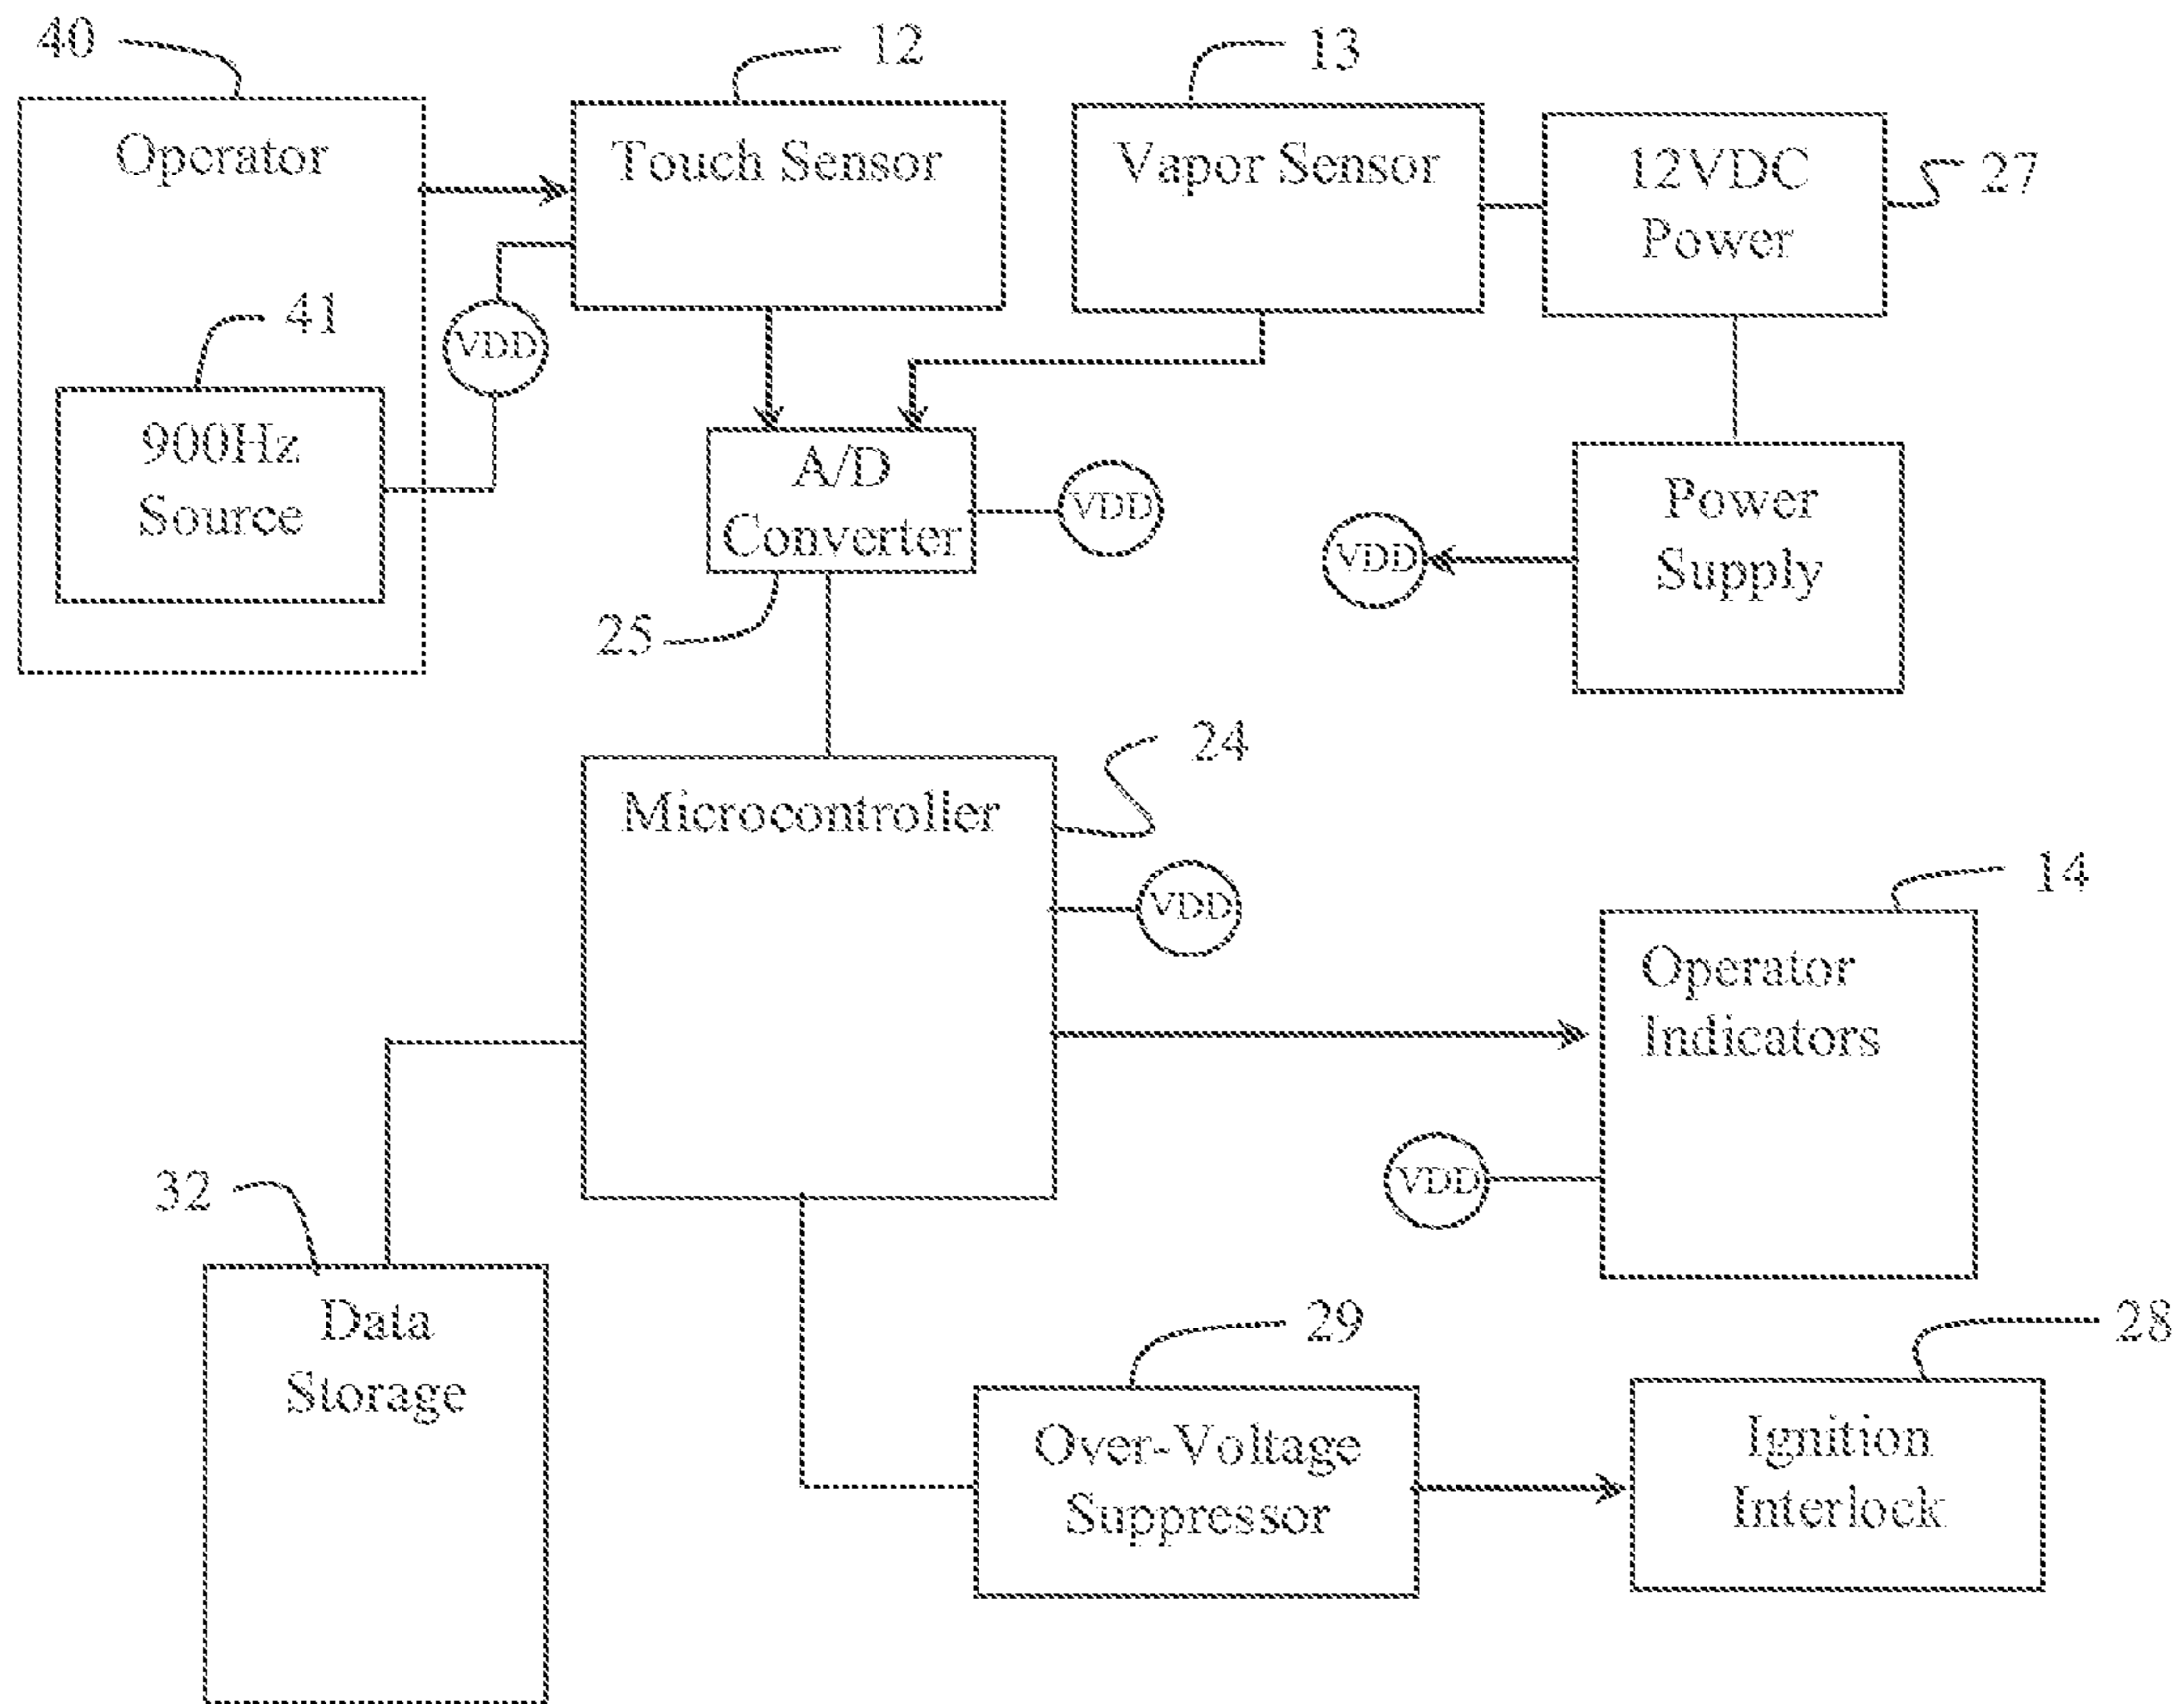 40
12
13
Operator
Touch Sensor
Vapor Sensor
12VDC
Power
27
41
VDD
900Hz
Source
A/D
Converter
VDD
VDD
Power
Supply
25
24
Microcontroller
VDD
14
Operator
Indicators
VDD
32
Data
Storage
29
28
Over-Voltage
Suppressor
Ignition
Interlock